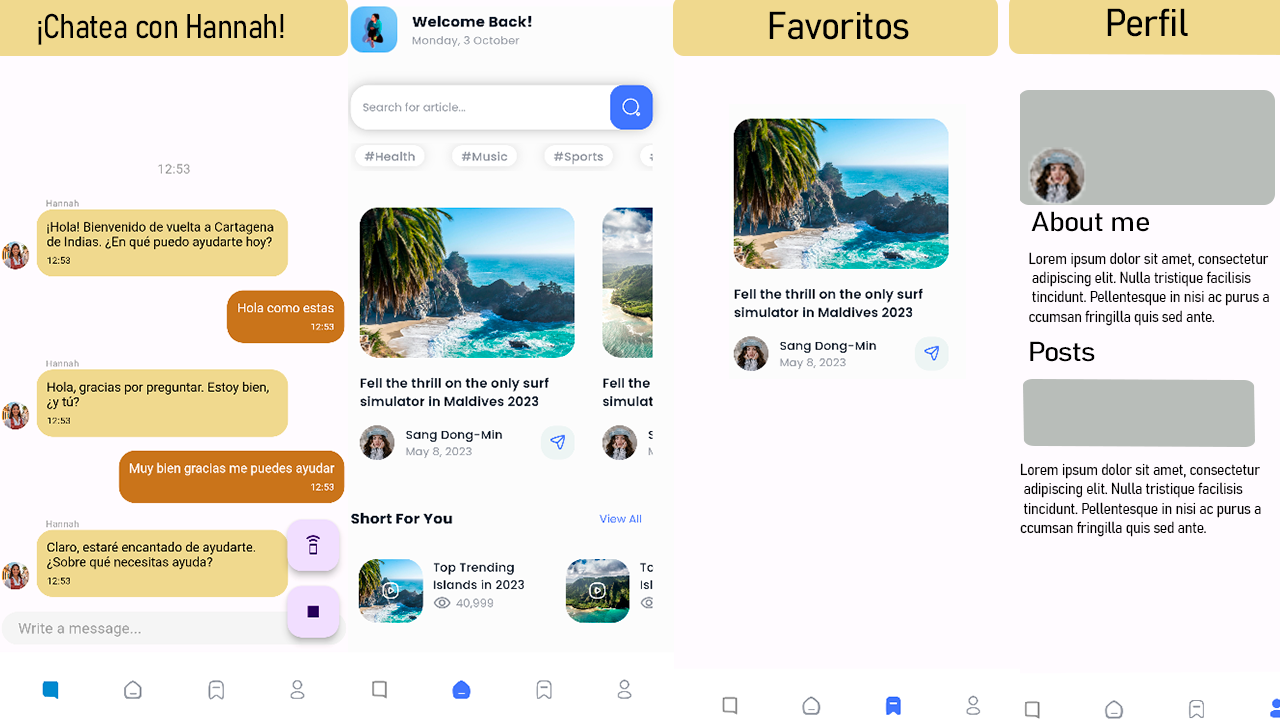 ¡Chatea con Hannah!
12:53
Hannah
¡Hola! Bienvenido de vuelta a Cartagena
de Indias. ¿En qué puedo ayudarte hoy?
12:53
Hola como estas
12:53
Hannah
Hola, gracias por preguntar. Estoy bien,
¿y tú?
12:53
Muy bien gracias me puedes ayudar
12:53
Hannah
Claro, estaré encantado de ayudarte.
¿Sobre qué necesitas ayuda?
12:53
Write a message...
Welcome Back!
Monday, 3 October
Search for article...
#Health
#Music
#Sports
#
Fell the thrill on the only surf
simulator in Maldives 2023
Sang Dong-Min
May 8, 2023
Fell the
simulat
Short For You
View All
Top Trending
Islands in 2023
40,999
Favoritos
Fell the thrill on the only surf
simulator in Maldives 2023
Sang Dong-Min
May 8, 2023
Perfil
About me
Lorem ipsum dolor sit amet, consectetur
adipiscing elit. Nulla tristique facilisis
tincidunt. Pellentesque in nisi ac purus a
ccumsan fringilla quis sed ante.
Posts
Lorem ipsum dolor sit amet, consectetur
adipiscing elit. Nulla tristique facilisis
tincidunt. Pellentesque in nisi ac purus a
ccumsan fringilla quis sed ante.